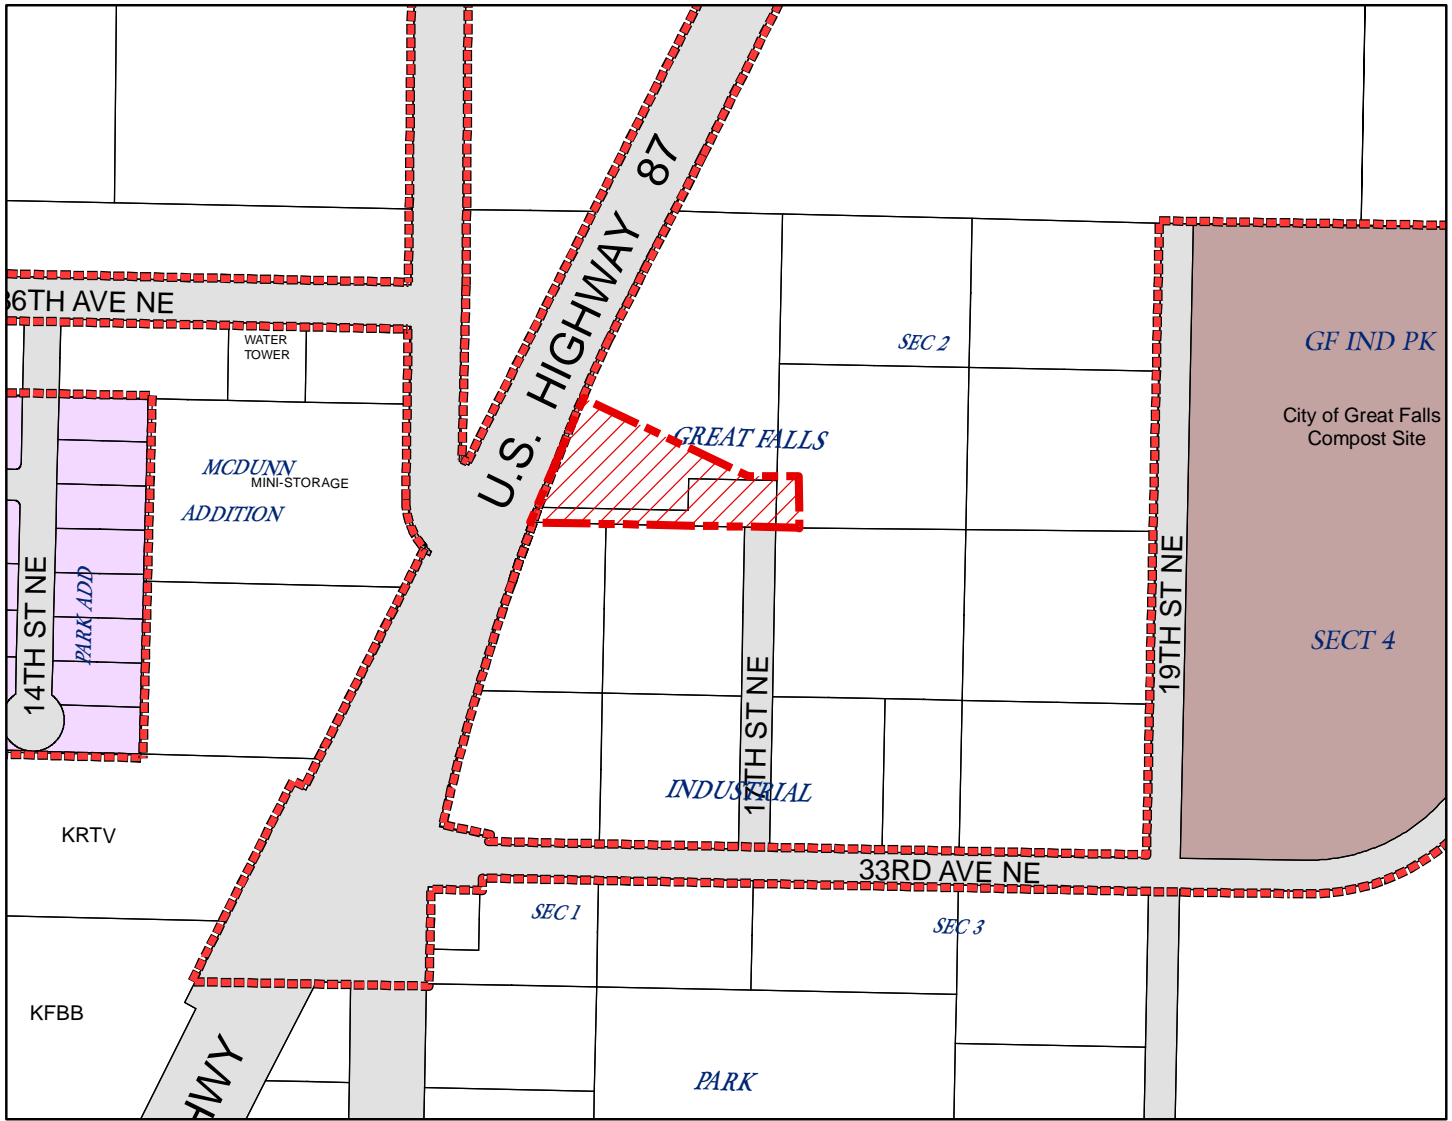 U.S. HIGHWAY 87
36TH AVE NE
WATER
TOWER
SEC 2
GF IND PK
City of Great Falls
Compost Site
GREAT FALLS
MCDUNN
MINI-STORAGE
ADDITION
14TH ST NE
PARK ADD
19TH ST NE
SECT 4
17TH ST NE
INDUSTRIAL
KRTV
33RD AVE NE
SEC 1
SEC 3
KFBB
HWY
PARK